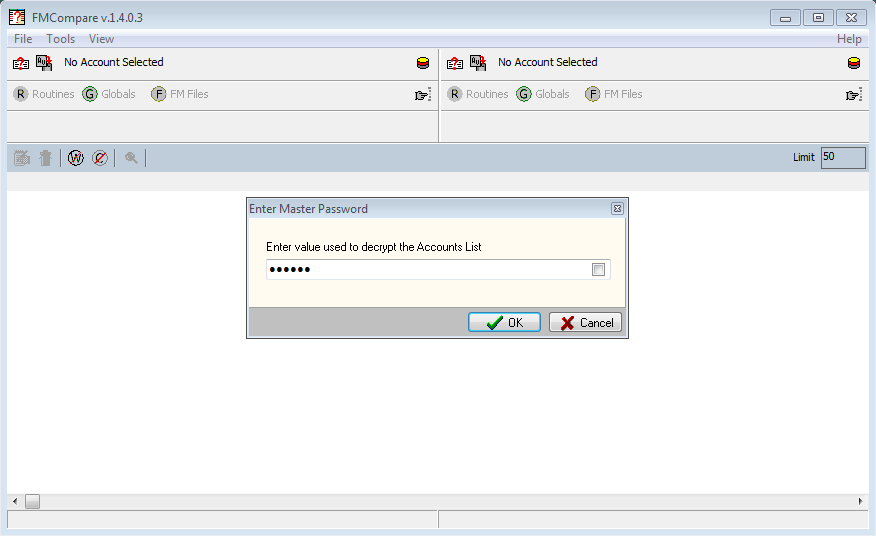 FMCompare v.1.4.0.3
File Tools View Help
No Account Selected No Account Selected
R Routines G Globals F FM Files R Routines G Globals F FM Files
Limit 50
Enter Master Password
Enter value used to decrypt the Accounts List
••••••
OK Cancel